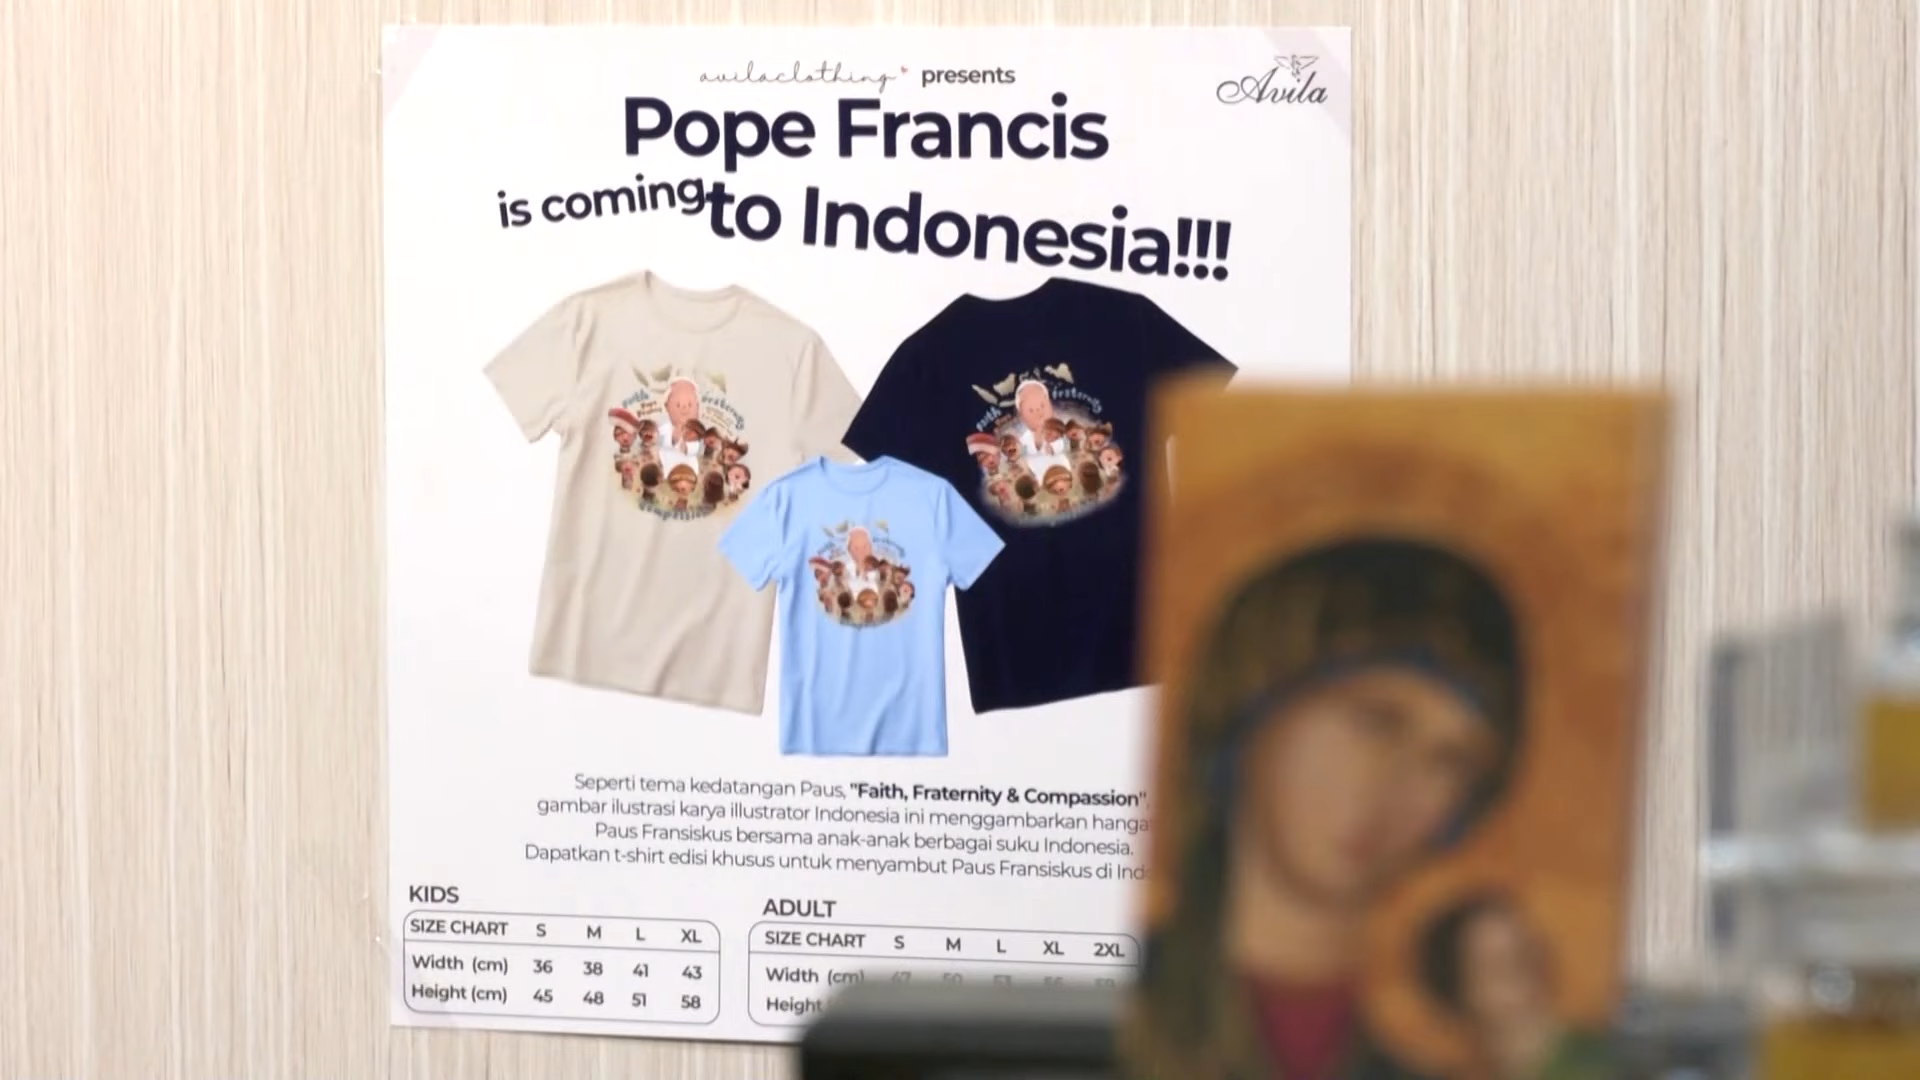 avilaclothing presents
Avila
Pope Francis
is coming to Indonesia!!!
Seperti tema kedatangan Paus, "Faith, Fraternity & Compassion",
gambar ilustrasi karya illustrator Indonesia ini menggambarkan
Paus Fransiskus bersama anak-anak berbagai suku Indonesia.
Dapatkan t-shirt edisi khusus untuk menyambut Paus Fransiskus di
KIDS
SIZE CHART S M L XL
Width (cm) 36 38 41 43
Height (cm) 45 48 51 58
ADULT
SIZE CHART S M L XL 2XL
Width (cm)
Height